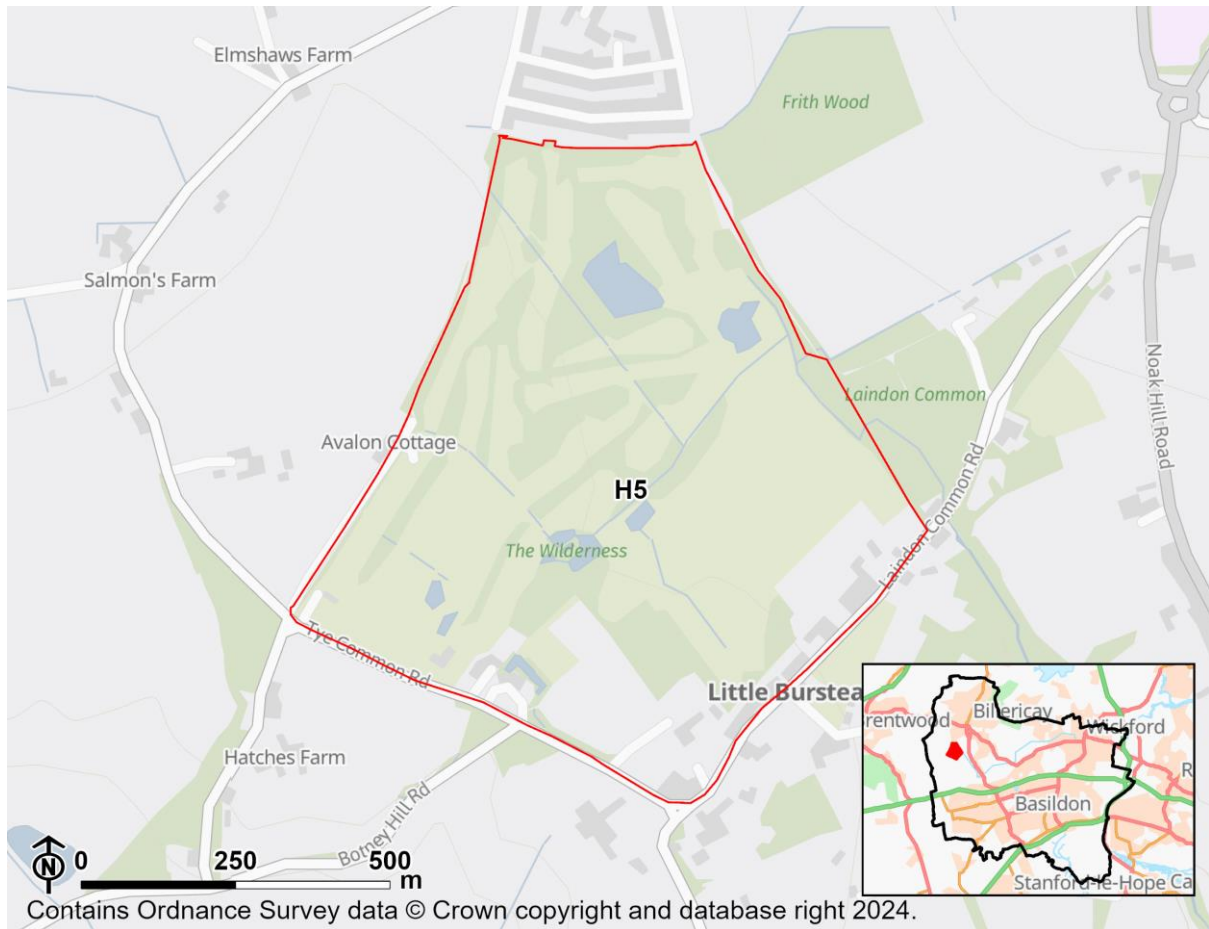 Elmshaws Farm
Frith Wood
Salmon's Farm
Laindon Common
Noak Hill Road
Avalon Cottage
H5
Laindon Common Rd
The Wilderness
Tye Common Rd
Little Burstea
Hatches Farm
Botney Hill Rd
N
0 250 500
m
Contains Ordnance Survey data © Crown copyright and database right 2024.
Billericay
Brentwood
Wickford
R
Basildon
Stanford-le-Hope Ca